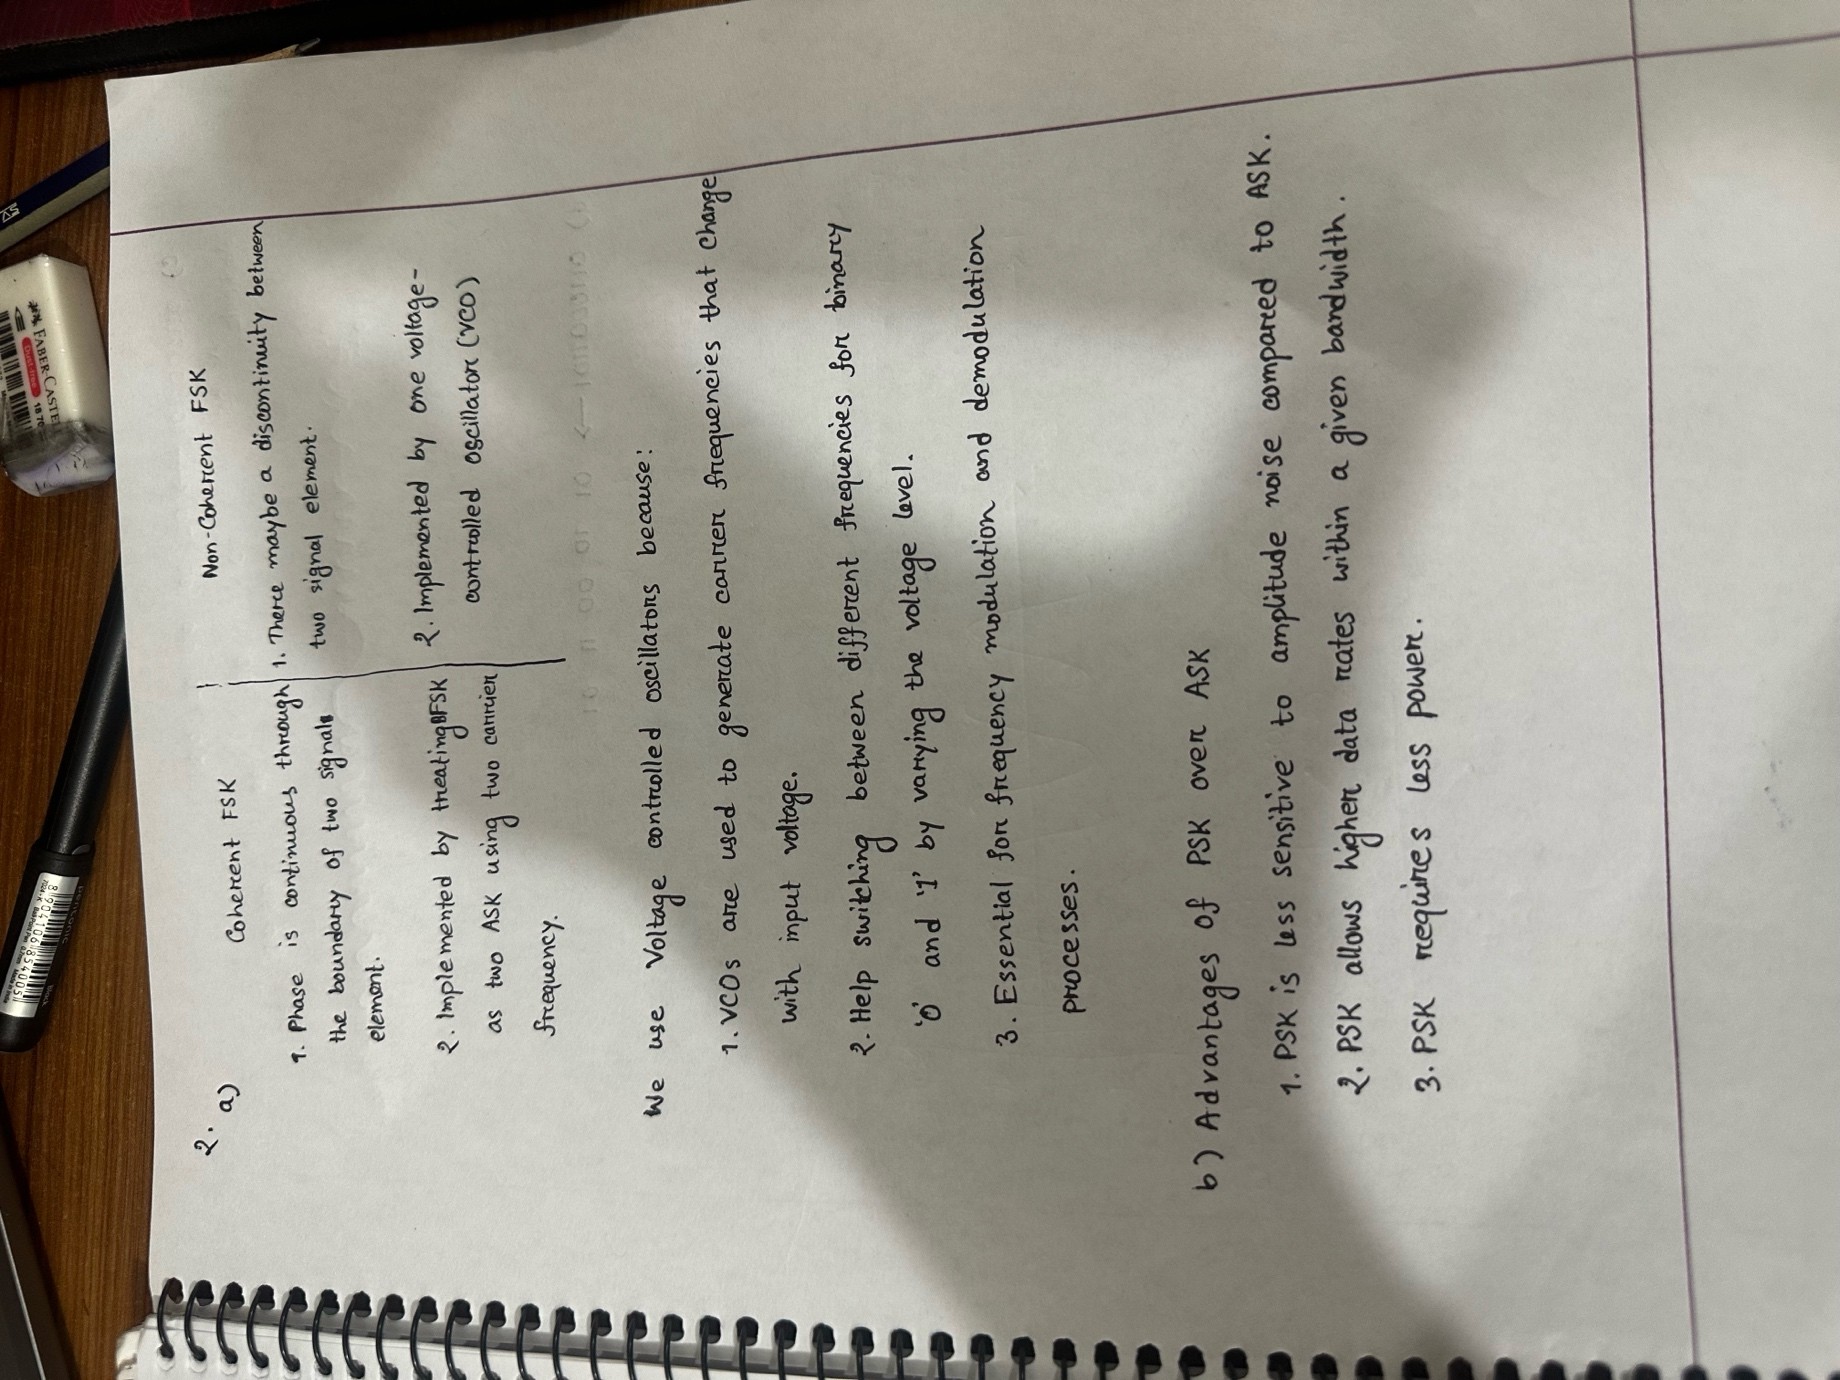 2. a)
Coherent FSK
Non-Coherent FSK
1. Phase is continuous through
the boundary of two signals
element.
2. Implemented by treating BFSK
as two ASK using two carrier
frequency.
1. There maybe a discontinuity between
two signal element.
2. Implemented by one voltage-
controlled oscillator (VCO)
We use Voltage controlled oscillators because:
1. VCOs are used to generate carrier frequencies that change
with input voltage.
2. Help switching between different frequencies for binary
'0' and '1' by varying the voltage level.
3. Essential for frequency modulation and demodulation
processes.
b) Advantages of PSK over ASK
1. PSK is less sensitive to amplitude noise compared to ASK.
2. PSK allows higher data rates within a given bandwidth.
3. PSK requires less power.
FABER-CASTELL